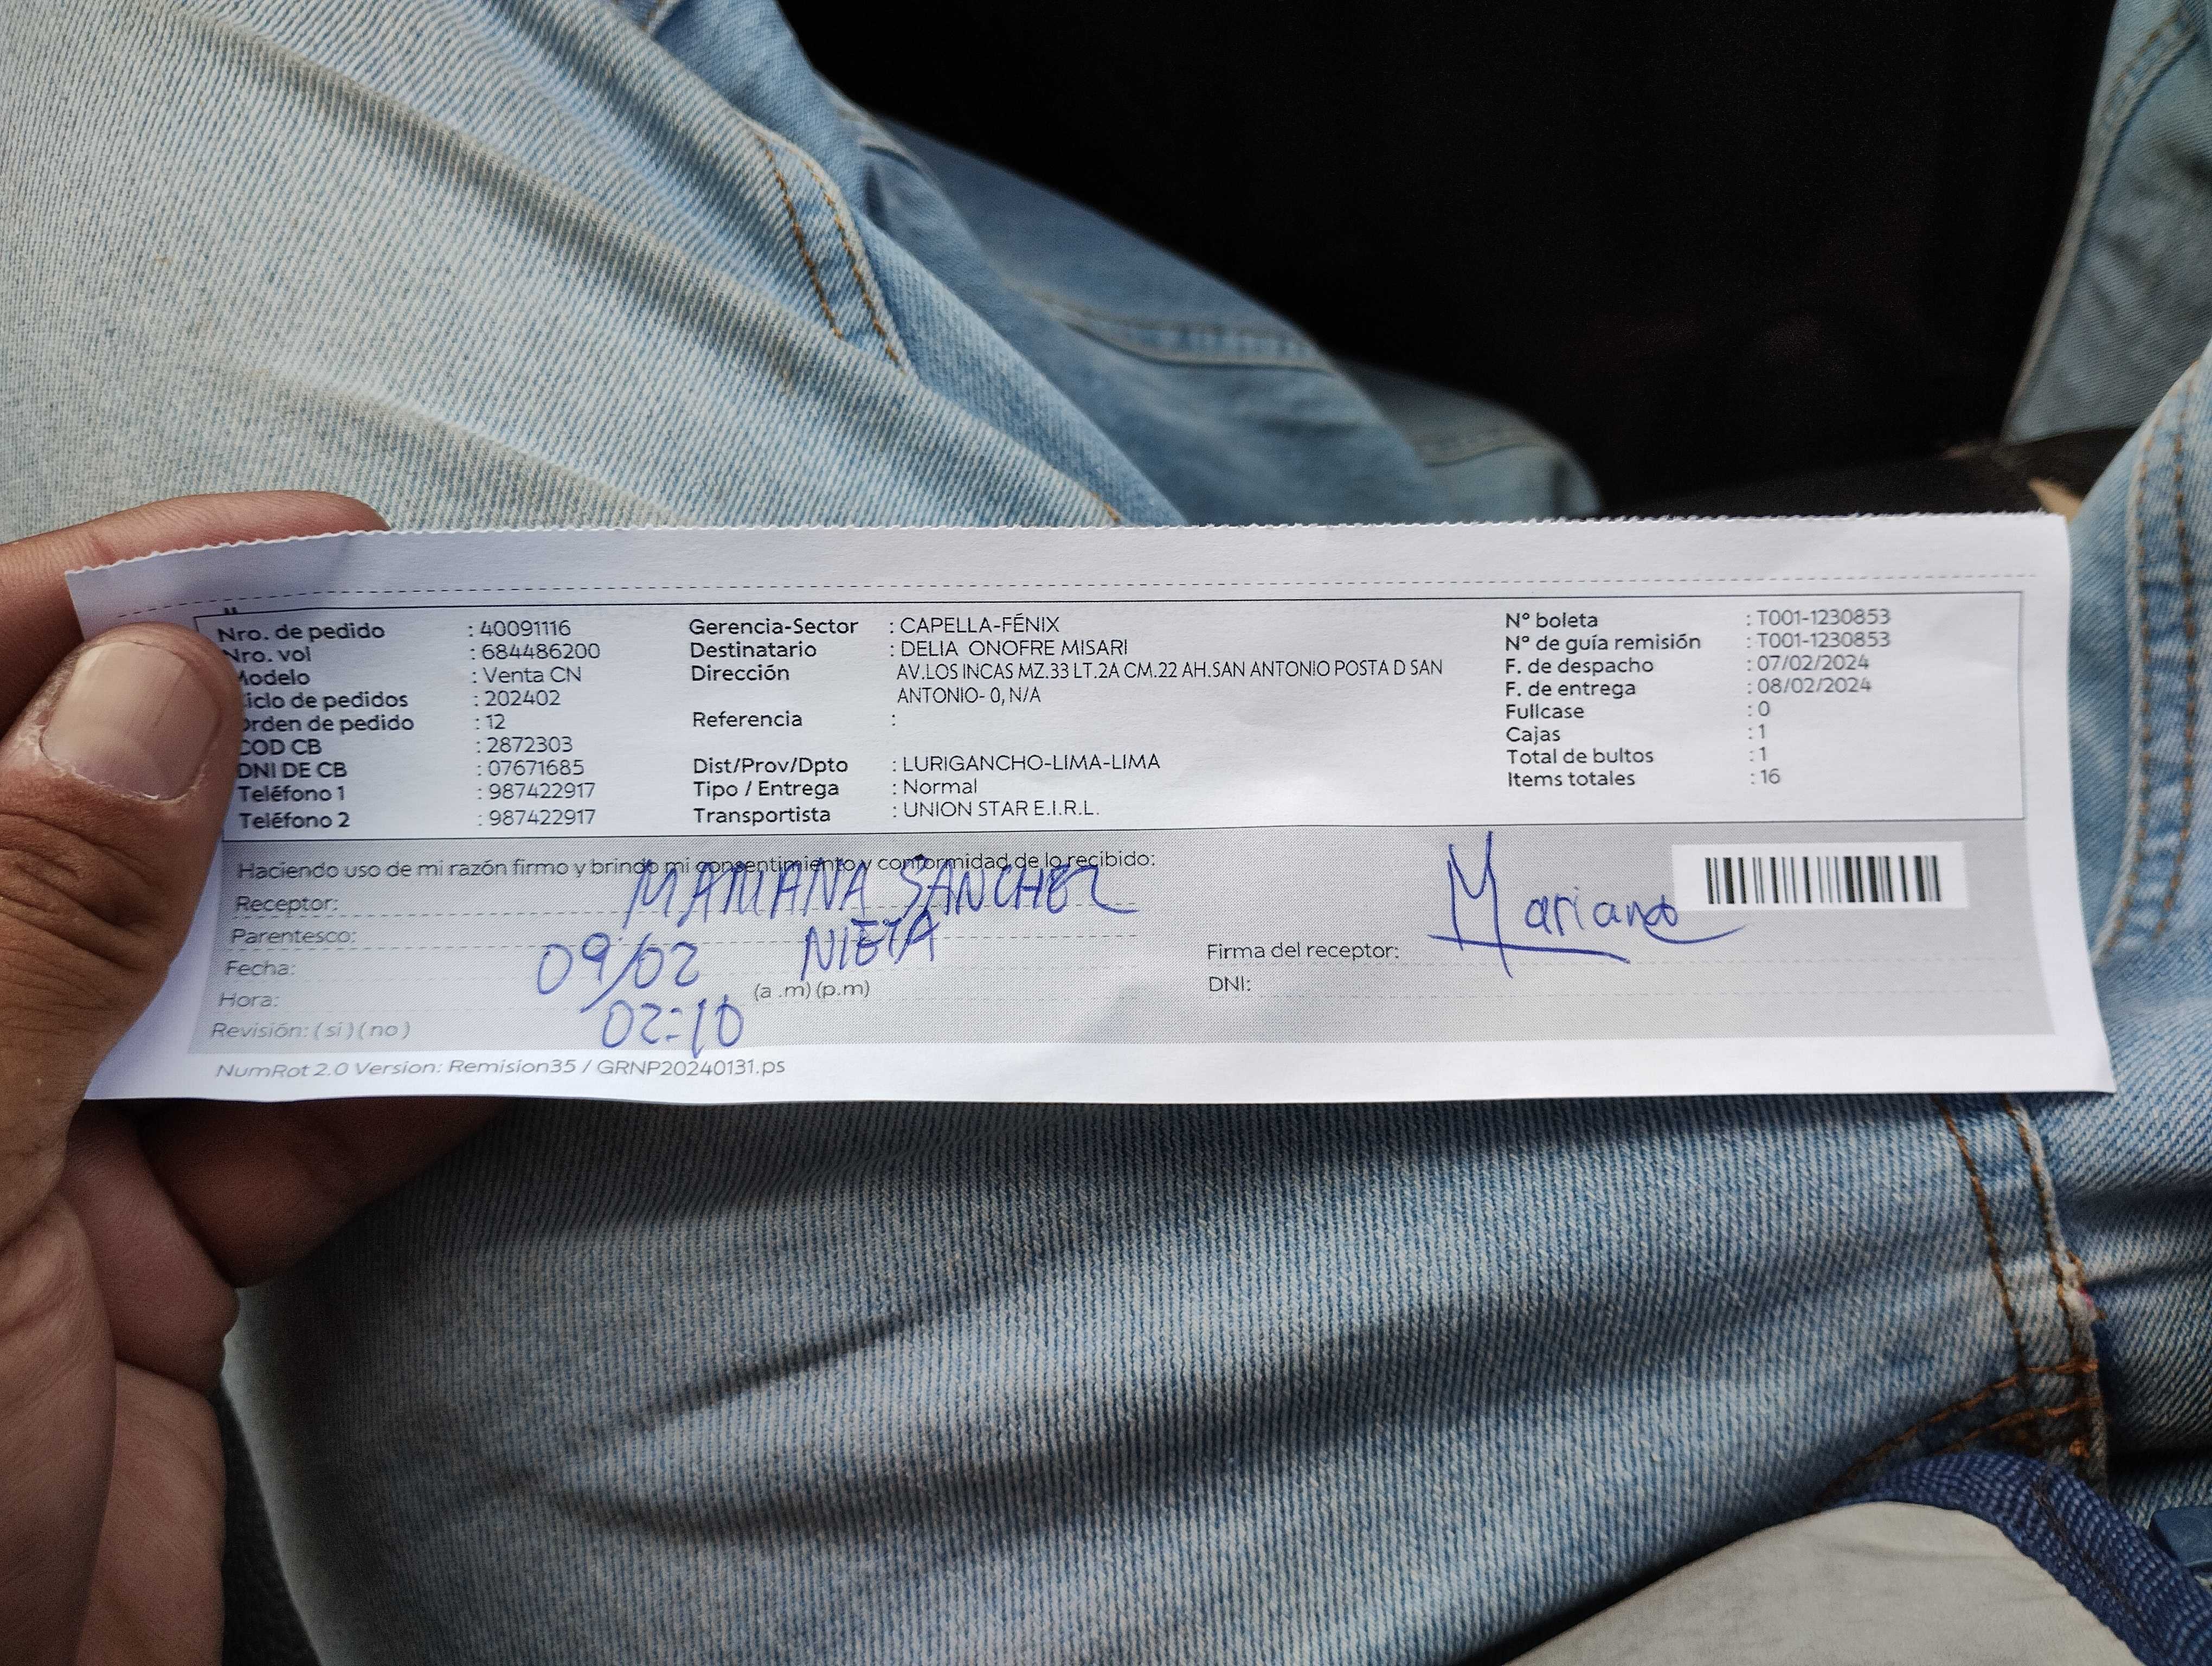 Nro. de pedido : 40091116
Nro. vol : 684486200
Modelo : Venta CN
Ciclo de pedidos : 202402
Orden de pedido : 12
COD CB : 2872303
DNI DE CB : 07671685
Teléfono 1 : 987422917
Teléfono 2 : 987422917
Gerencia-Sector : CAPELLA-FÉNIX
Destinatario : DELIA ONOFRE MISARI
Dirección AV.LOS INCAS MZ.33 LT.2A CM.22 AH.SAN ANTONIO POSTA D SAN
ANTONIO- 0, N/A
Referencia :
Dist/Prov/Dpto : LURIGANCHO-LIMA-LIMA
Tipo / Entrega : Normal
Transportista : UNION STAR E.I.R.L.
Nº boleta : T001-1230853
Nº de guía remisión : T001-1230853
F. de despacho : 07/02/2024
F. de entrega : 08/02/2024
Fullcase : 0
Cajas : 1
Total de bultos : 1
Items totales : 16
Haciendo uso de mi razón firmo y brindo mi consentimiento y conformidad de lo recibido:
Receptor: SANCHEZ
Parentesco: NIETA
Fecha: 09/02
Hora: 02:10 (a .m) (p.m)
Revisión: ( si ) ( no )
Firma del receptor:
DNI:
NumRot 2.0 Version: Remision35 / GRNP20240131.ps